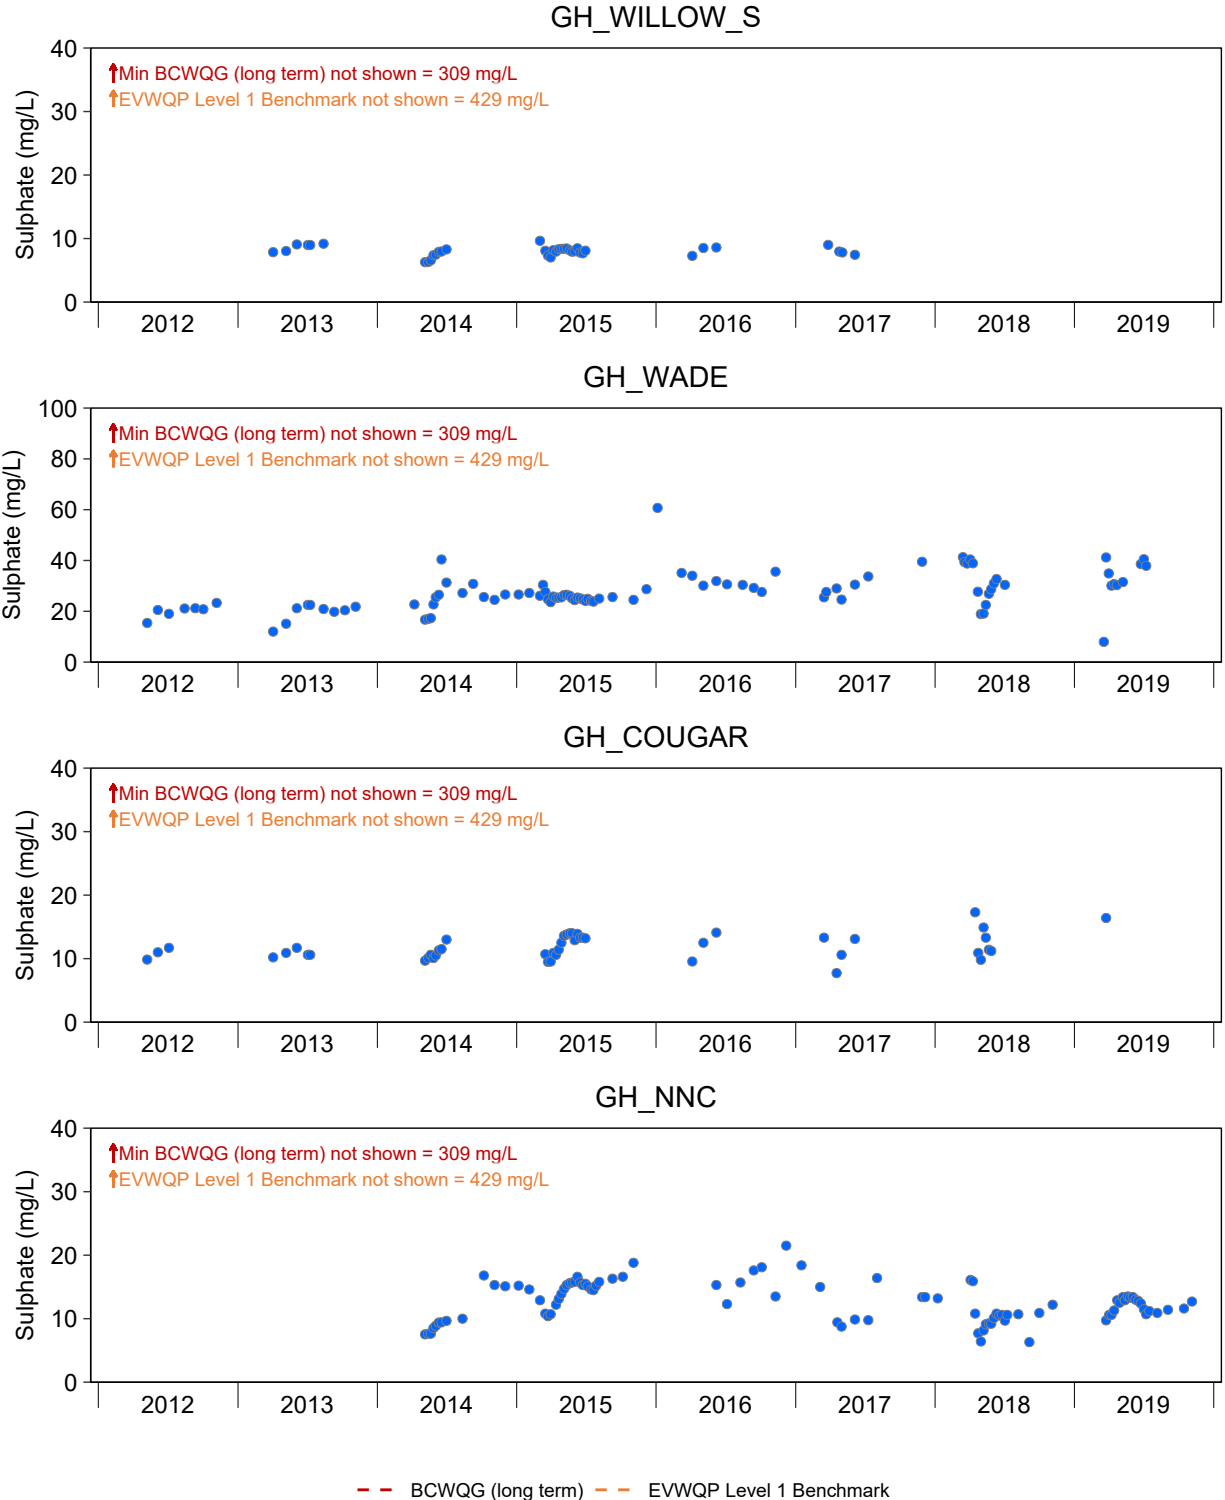 GH_WILLOW_S
40
↑Min BCWQG (long term) not shown = 309 mg/L
↑EVWQP Level 1 Benchmark not shown = 429 mg/L
30
Sulphate (mg/L)
20
10
0
2012 2013 2014 2015 2016 2017 2018 2019
GH_WADE
100
↑Min BCWQG (long term) not shown = 309 mg/L
↑EVWQP Level 1 Benchmark not shown = 429 mg/L
80
Sulphate (mg/L)
60
40
20
0
2012 2013 2014 2015 2016 2017 2018 2019
GH_COUGAR
40
↑Min BCWQG (long term) not shown = 309 mg/L
↑EVWQP Level 1 Benchmark not shown = 429 mg/L
30
Sulphate (mg/L)
20
10
0
2012 2013 2014 2015 2016 2017 2018 2019
GH_NNC
40
↑Min BCWQG (long term) not shown = 309 mg/L
↑EVWQP Level 1 Benchmark not shown = 429 mg/L
30
Sulphate (mg/L)
20
10
0
2012 2013 2014 2015 2016 2017 2018 2019
BCWQG (long term) EVWQP Level 1 Benchmark